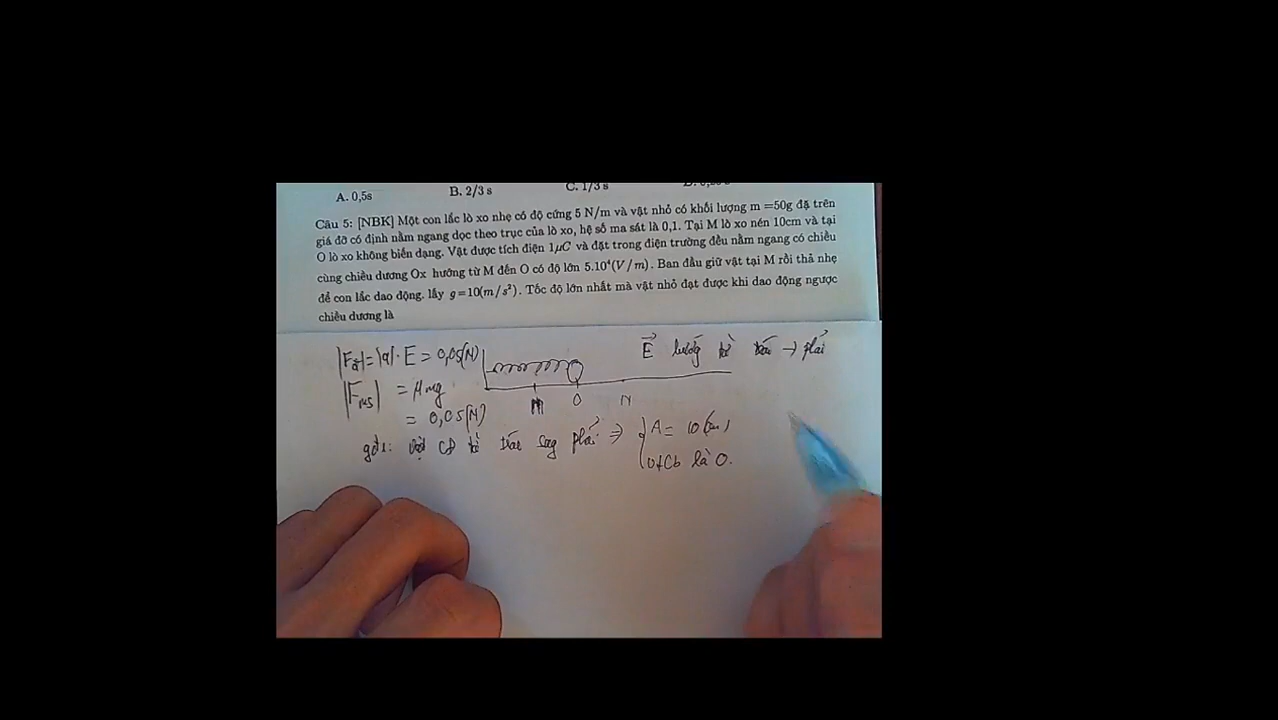 A. 0,5s B. 2/3 s C. 1/3 s
Câu 5: [NBK] Một con lắc lò xo nhẹ có độ cứng 5 N/m và vật nhỏ có khối lượng m =50g đặ trên
giá đỡ có định nằm ngang dọc theo trục của lò xo, hệ số ma sát là 0,1. Tại M lò xo nén 10cm và tại
O lò xo không biến dạng. Vật được tích điện 1μC và đặt trong điện trường đều nằm ngang có chiều
cùng chiều dương Ox hướng từ M đến O có độ lớn 5.10⁴(V/m). Ban đầu giữ vật tại M rồi thả nhẹ
để con lắc dao động. lấy g=10(m/s²). Tốc độ lớn nhất mà vật nhỏ đạt được khi dao động ngược
chiều dương là
|Fđt|=|q|.E = 0,05(N)
E hướng từ trái → phải
|Fms| = μmg
M O N
= 0,05(N)
gđ1: vật CĐ từ trái sag phải ⇒ A = 10(cm)
vtcb là O.